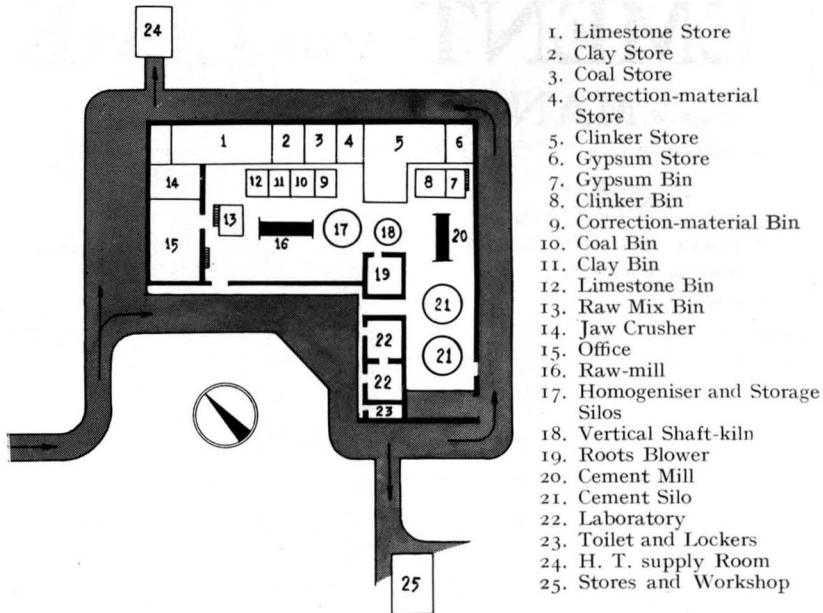 24
1
2
3
4
5
6
14
12 11 10 9
8 7
13
15
16
17
18
20
19
21
22
21
22
23
25
1. Limestone Store
2. Clay Store
3. Coal Store
4. Correction-material
Store
5. Clinker Store
6. Gypsum Store
7. Gypsum Bin
8. Clinker Bin
9. Correction-material Bin
10. Coal Bin
11. Clay Bin
12. Limestone Bin
13. Raw Mix Bin
14. Jaw Crusher
15. Office
16. Raw-mill
17. Homogeniser and Storage
Silos
18. Vertical Shaft-kiln
19. Roots Blower
20. Cement Mill
21. Cement Silo
22. Laboratory
23. Toilet and Lockers
24. H. T. supply Room
25. Stores and Workshop